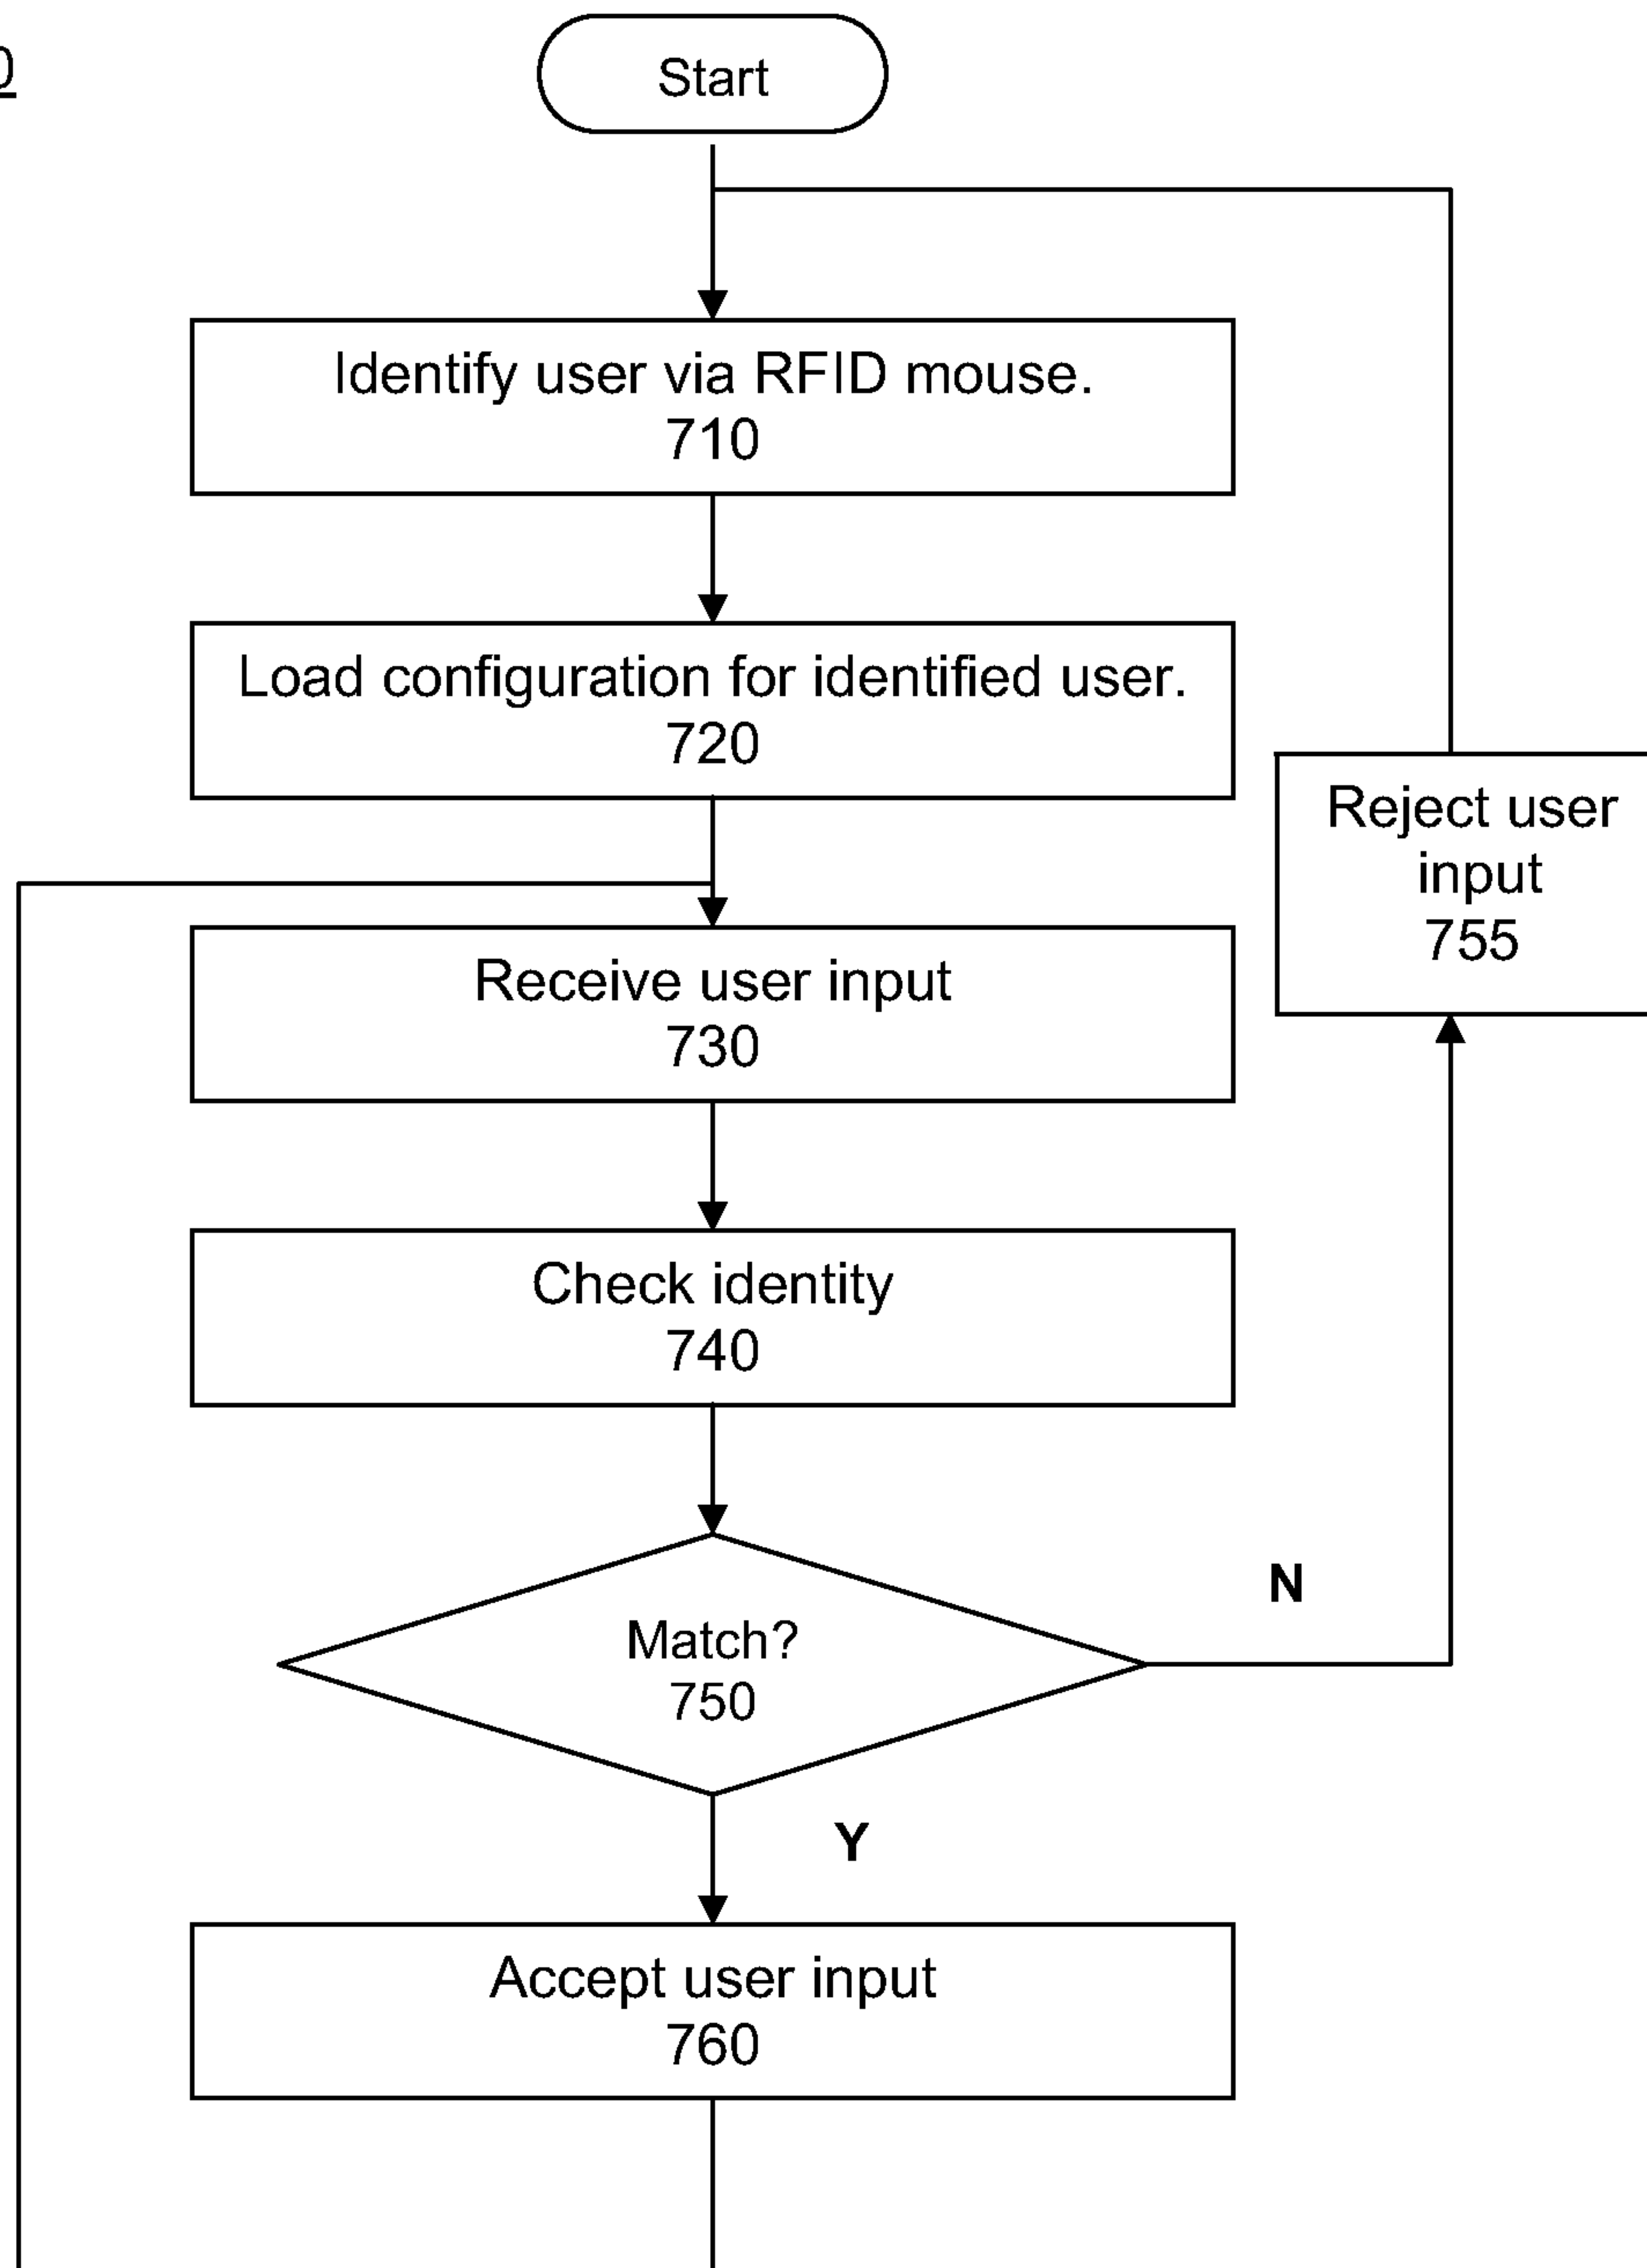 Start
Identify user via RFID mouse.
710
Load configuration for identified user.
720
Reject user
input
755
Receive user input
730
Check identity
740
N
Match?
750
Y
Accept user input
760